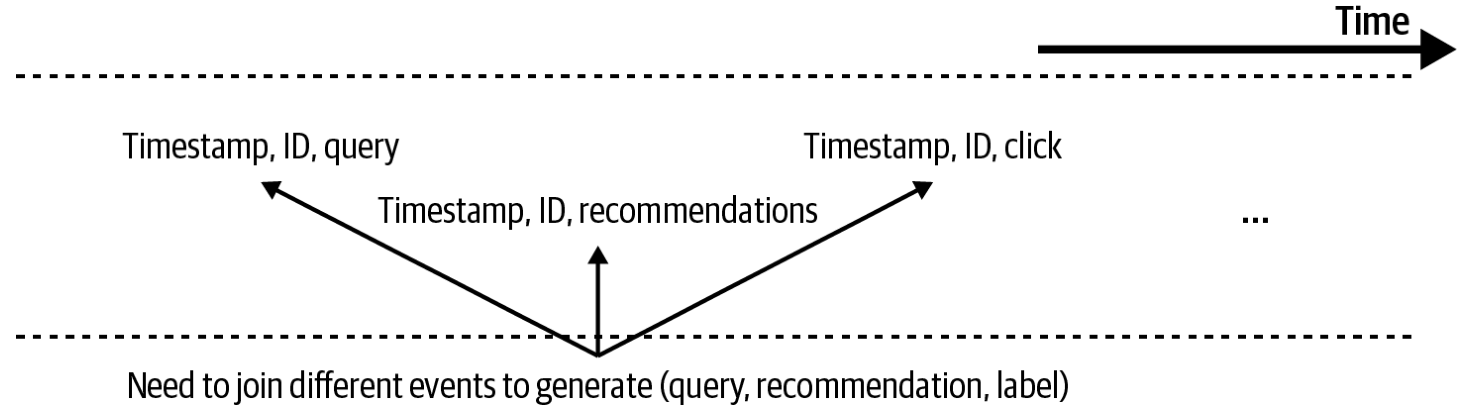 Time
Timestamp, ID, query
Timestamp, ID, click
Timestamp, ID, recommendations
...
Need to join different events to generate (query, recommendation, label)